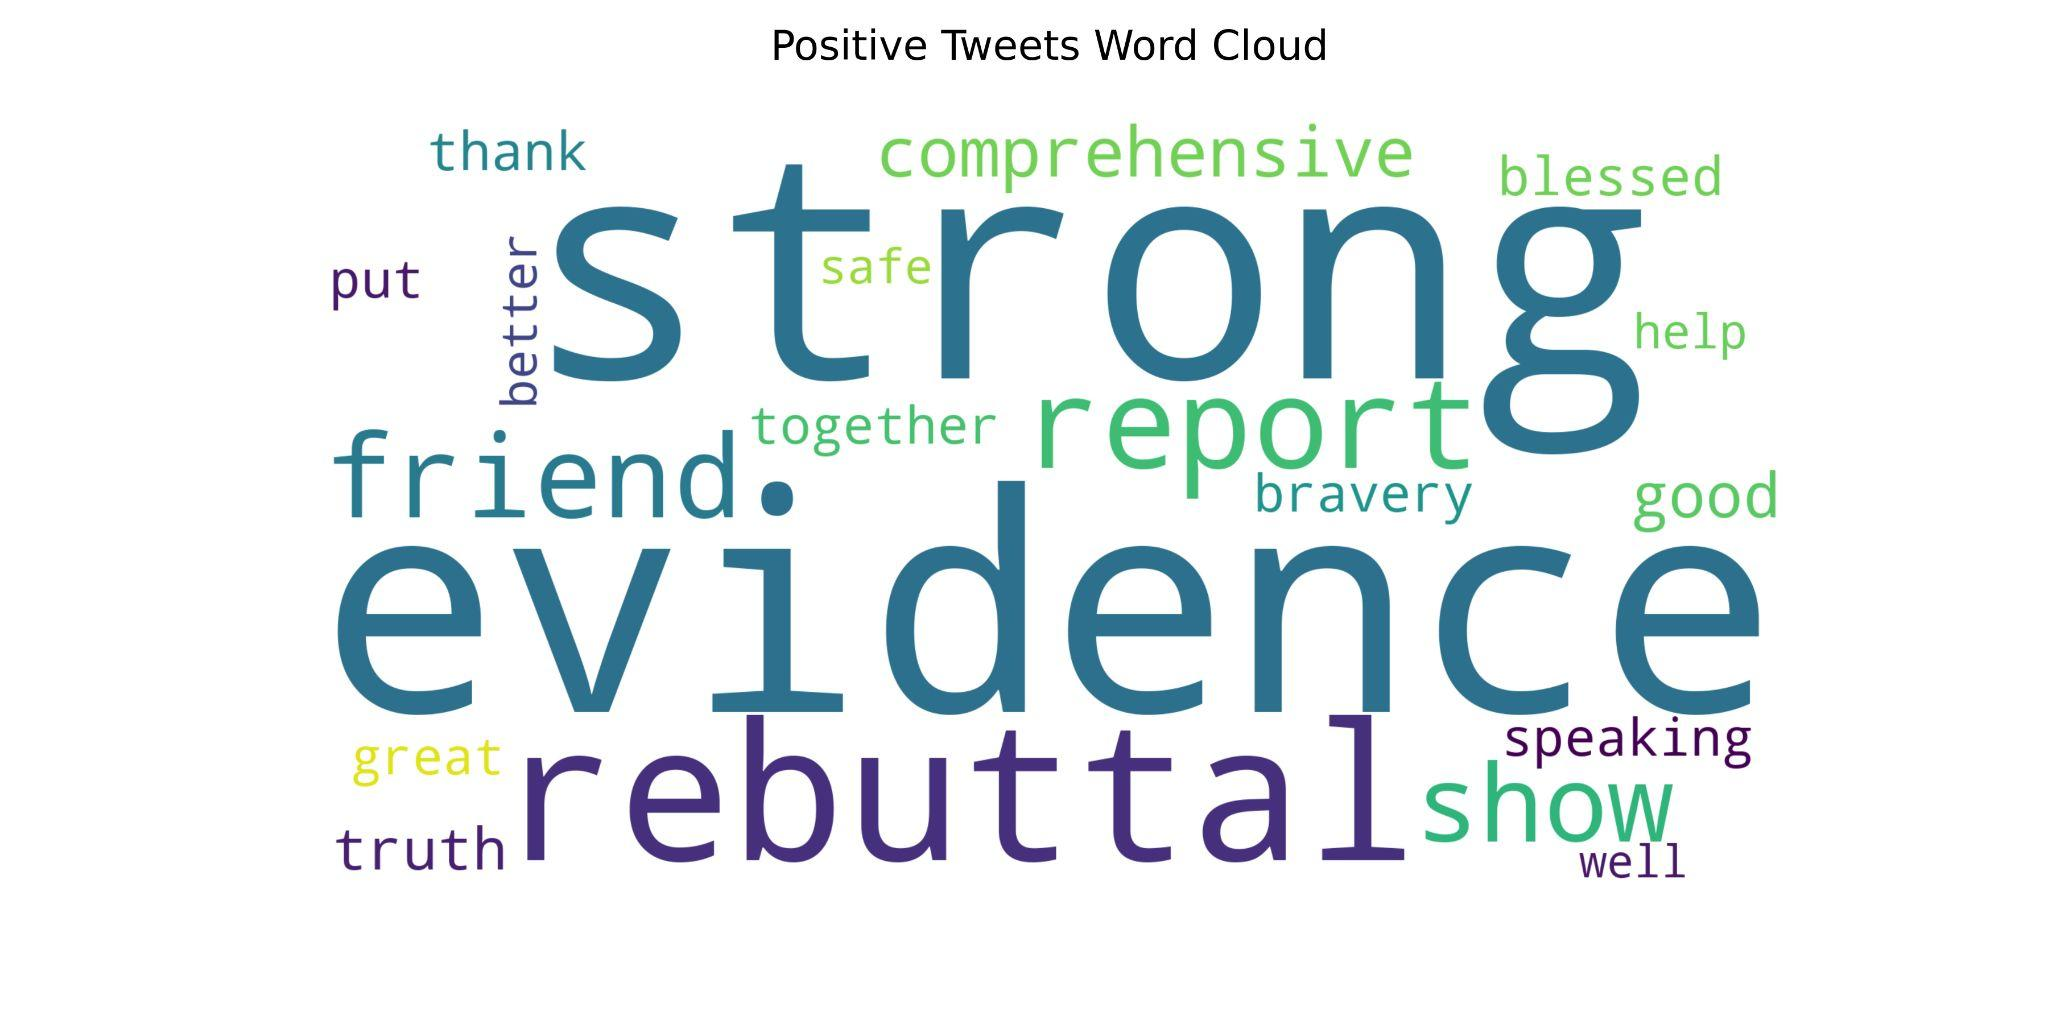 Positive Tweets Word Cloud
thank
comprehensive
blessed
strong
put
better
safe
help
together
report
friend
bravery
good
evidence
great
rebuttal
speaking
show
truth
well